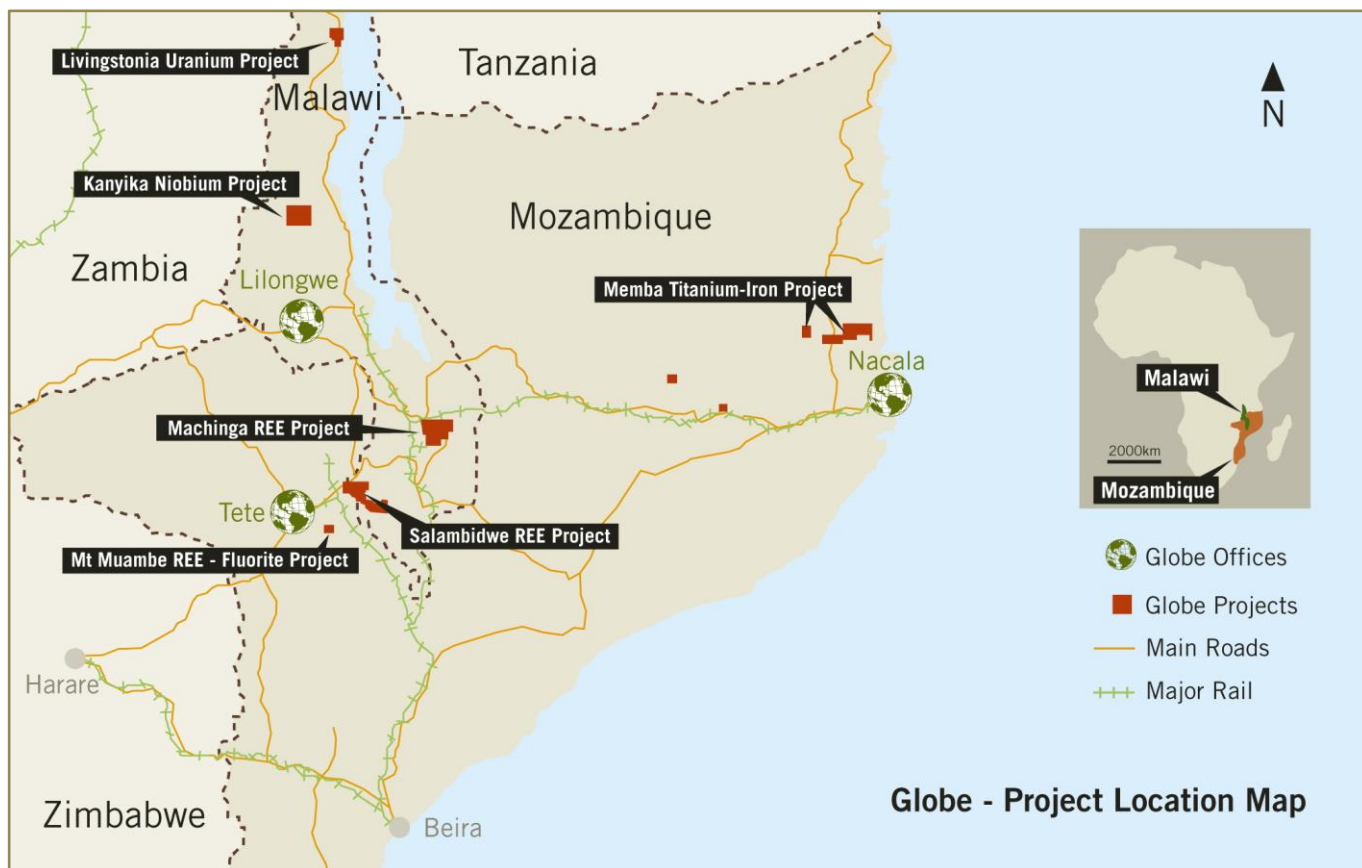 Livingstonia Uranium Project
Tanzania
Malawi
N
Kanyika Niobium Project
Mozambique
Zambia
Lilongwe
Memba Titanium-Iron Project
Nacala
Malawi
2000km
Mozambique
Machinga REE Project
Tete
Salambidwe REE Project
Mt Muambe REE - Fluorite Project
Globe Offices
Globe Projects
Main Roads
Major Rail
Harare
Zimbabwe
Beira
Globe - Project Location Map